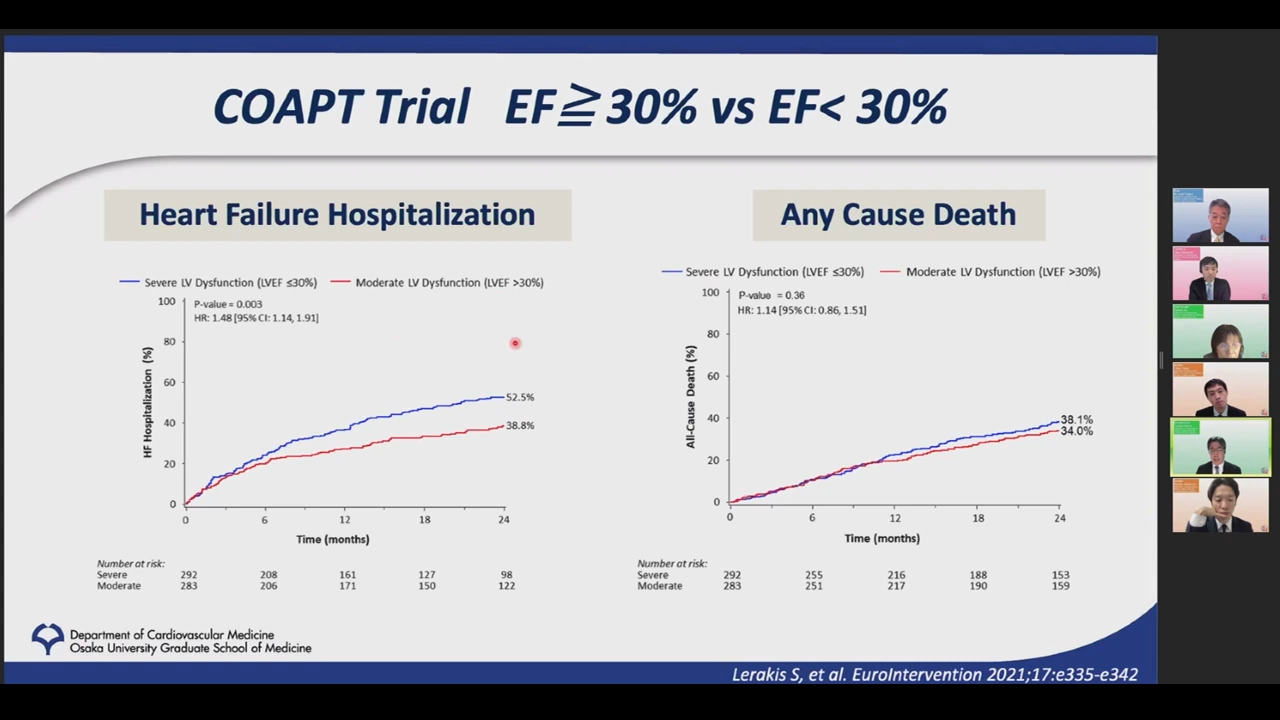 COAPT Trial EF≧30% vs EF< 30%
Heart Failure Hospitalization
Severe LV Dysfunction (LVEF ≤30%) Moderate LV Dysfunction (LVEF >30%)
P-value = 0.003
HR: 1.48 [95% CI: 1.14, 1.91]
HF Hospitalization (%)
100
80
60
40
20
0
52.5%
38.8%
0 6 12 18 24
Time (months)
Number at risk:
Severe 292 208 161 127 98
Moderate 283 206 171 150 122
Any Cause Death
Severe LV Dysfunction (LVEF ≤30%) Moderate LV Dysfunction (LVEF >30%)
P-value = 0.36
HR: 1.14 [95% CI: 0.86, 1.51]
All-Cause Death (%)
100
80
60
40
20
0
38.1%
34.0%
0 6 12 18 24
Time (months)
Number at risk:
Severe 292 255 216 188 153
Moderate 283 251 217 190 159
Department of Cardiovascular Medicine
Osaka University Graduate School of Medicine
Lerakis S, et al. EuroIntervention 2021;17:e335-e342